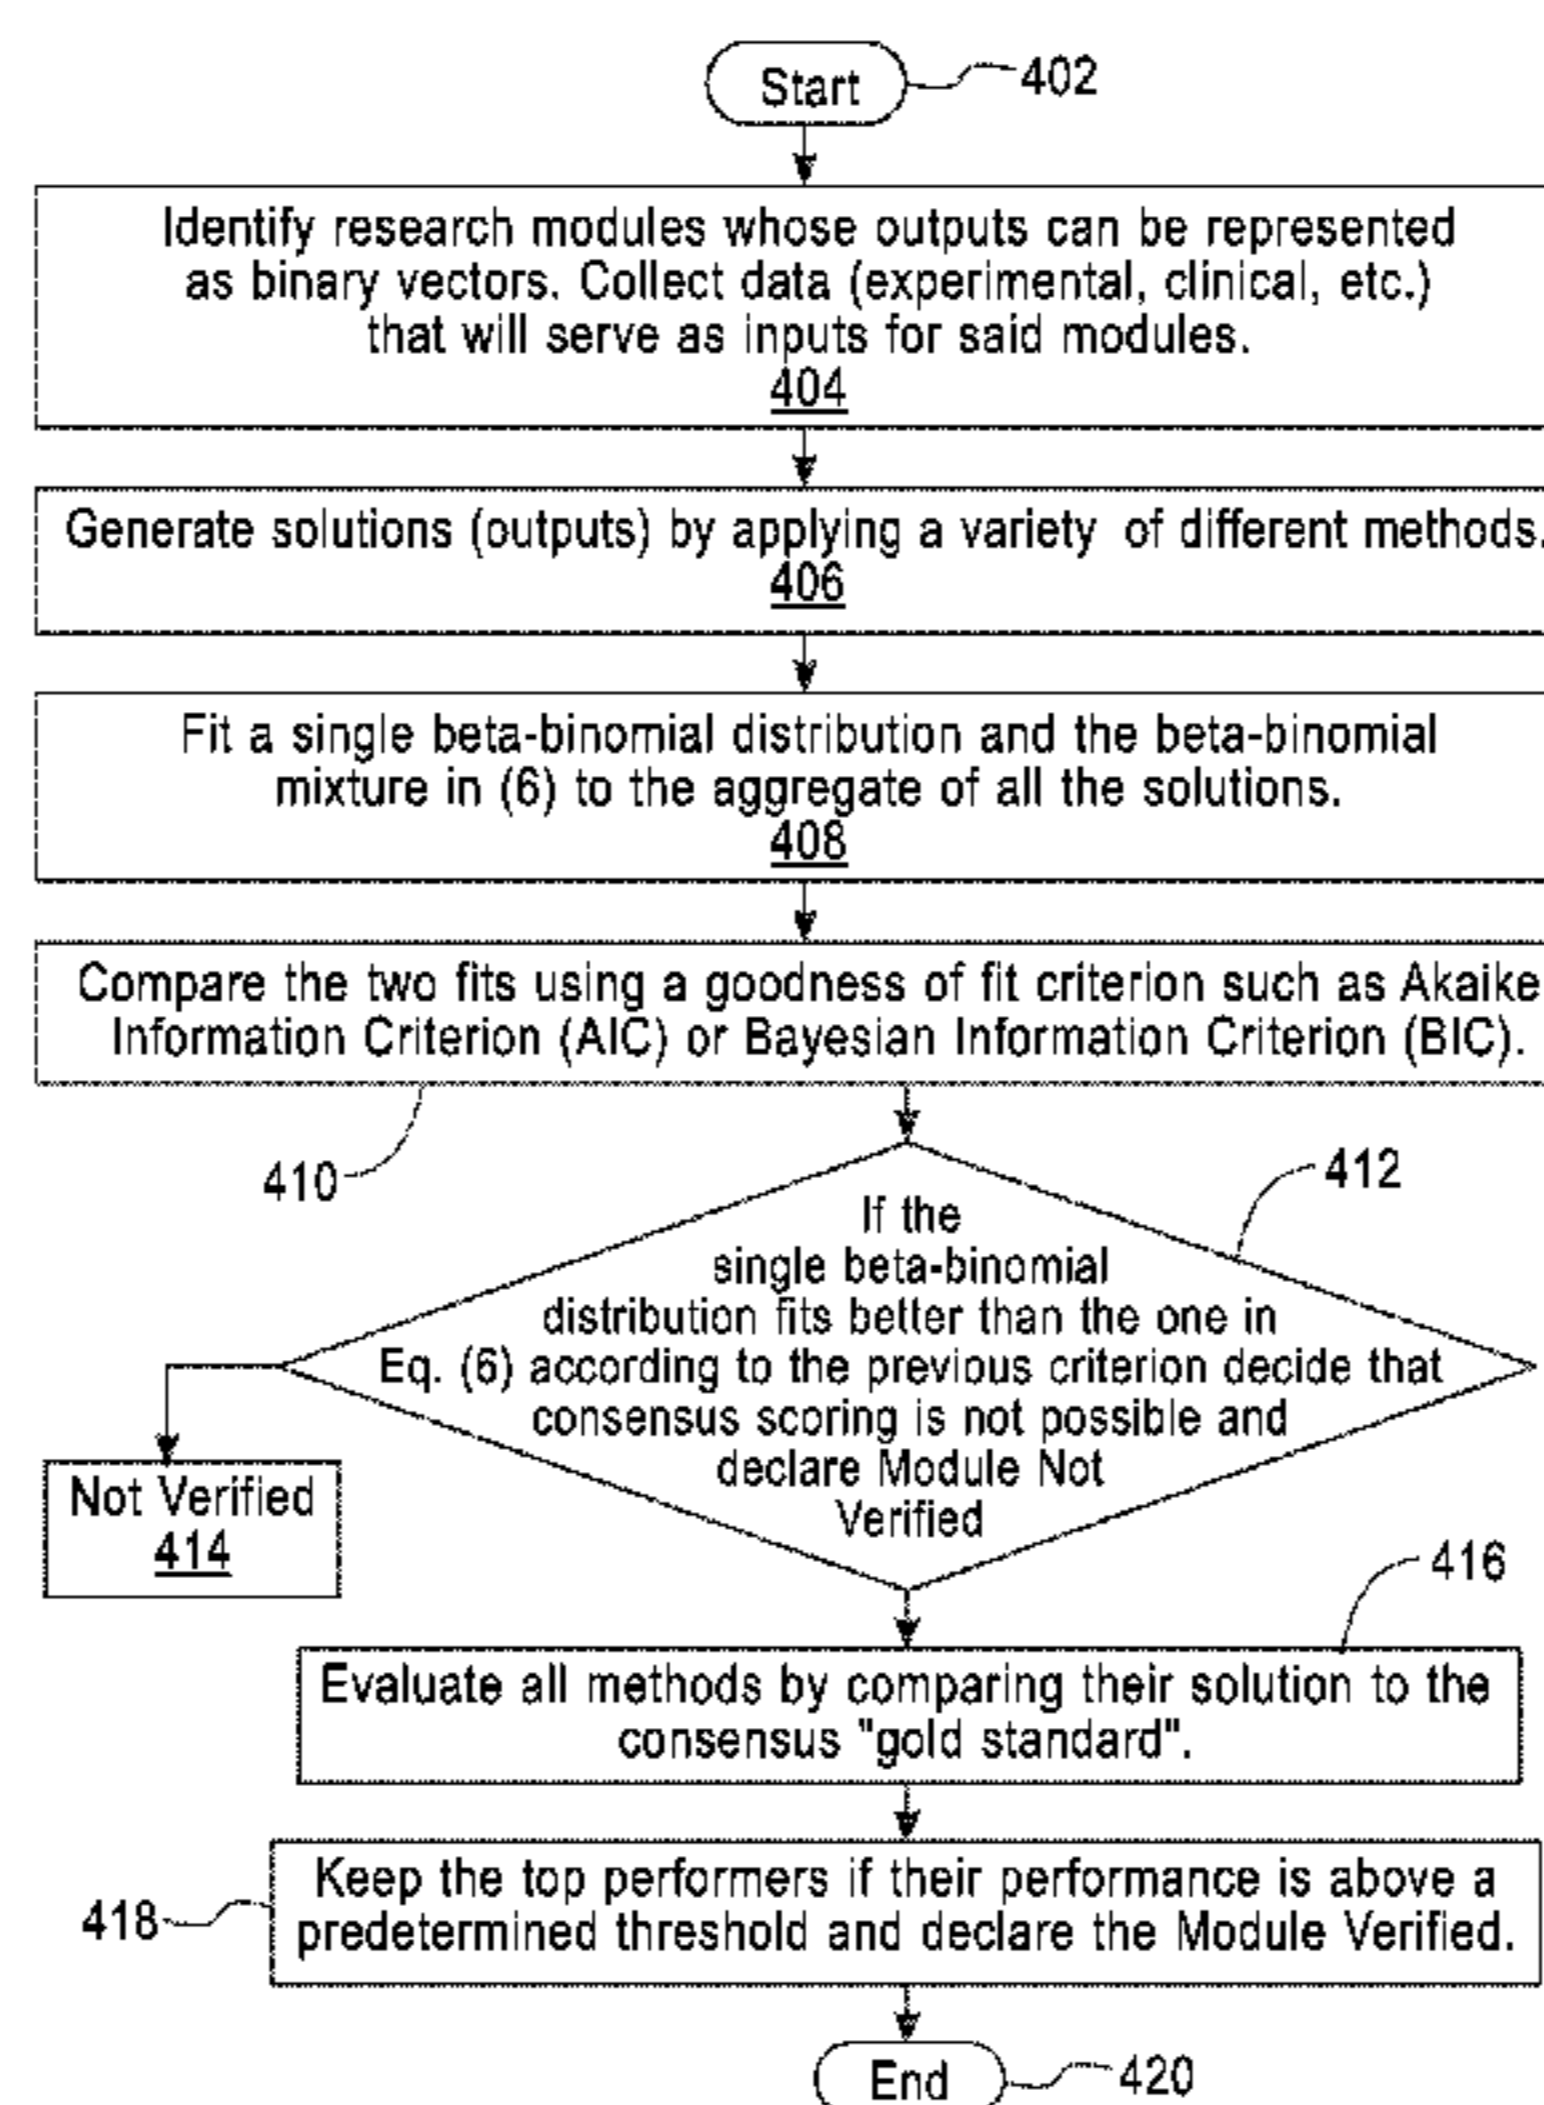 Start
402
Identify research modules whose outputs can be represented
as binary vectors. Collect data (experimental, clinical, etc.)
that will serve as inputs for said modules.
404
Generate solutions (outputs) by applying a variety of different methods.
406
Fit a single beta-binomial distribution and the beta-binomial
mixture in (6) to the aggregate of all the solutions.
408
Compare the two fits using a goodness of fit criterion such as Akaike
Information Criterion (AIC) or Bayesian Information Criterion (BIC).
410
412
If the
single beta-binomial
distribution fits better than the one in
Eq. (6) according to the previous criterion decide that
consensus scoring is not possible and
declare Module Not
Verified
Not Verified
414
416
Evaluate all methods by comparing their solution to the
consensus "gold standard".
418
Keep the top performers if their performance is above a
predetermined threshold and declare the Module Verified.
End
420